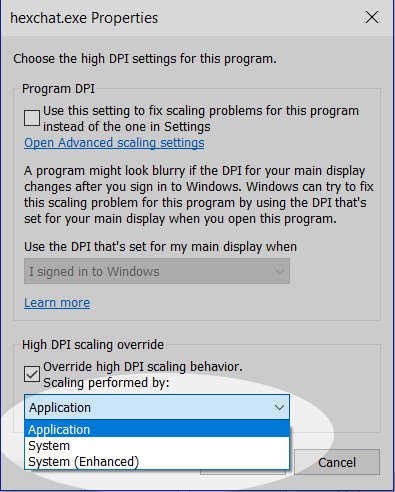 hexchat.exe Properties
Choose the high DPI settings for this program.
Program DPI
Use this setting to fix scaling problems for this program
instead of the one in Settings
Open Advanced scaling settings
A program might look blurry if the DPI for your main display
changes after you sign in to Windows. Windows can try to fix
this scaling problem for this program by using the DPI that's
set for your main display when you open this program.
Use the DPI that's set for my main display when
I signed in to Windows
Learn more
High DPI scaling override
Override high DPI scaling behavior.
Scaling performed by:
Application
Application
System
System (Enhanced)
Cancel